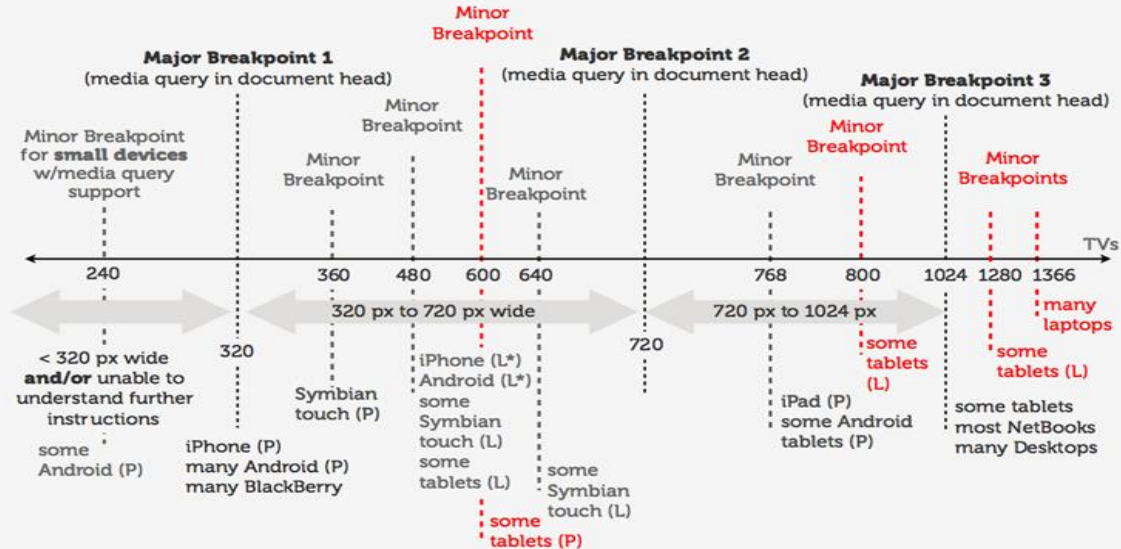 Minor
Breakpoint
Major Breakpoint 1
(media query in document head)
Major Breakpoint 2
(media query in document head)
Major Breakpoint 3
(media query in document head)
Minor Breakpoint
for small devices
w/media query
support
Minor
Breakpoint
Minor
Breakpoint
Minor
Breakpoint
Minor
Breakpoint
Minor
Breakpoint
Minor
Breakpoints
TVs
240
360
480
600
640
768
800
1024
1280
1366
320 px to 720 px wide
720 px to 1024 px
320
720
< 320 px wide
and/or unable to
understand further
instructions
some
Android (P)
iPhone (P)
many Android (P)
many BlackBerry
Symbian
touch (P)
iPhone (L*)
Android (L*)
some
Symbian
touch (L)
some
tablets (L)
some
tablets (P)
some
Symbian
touch (L)
iPad (P)
some Android
tablets (P)
some
tablets
(L)
some tablets
most NetBooks
many Desktops
some
tablets (L)
many
laptops